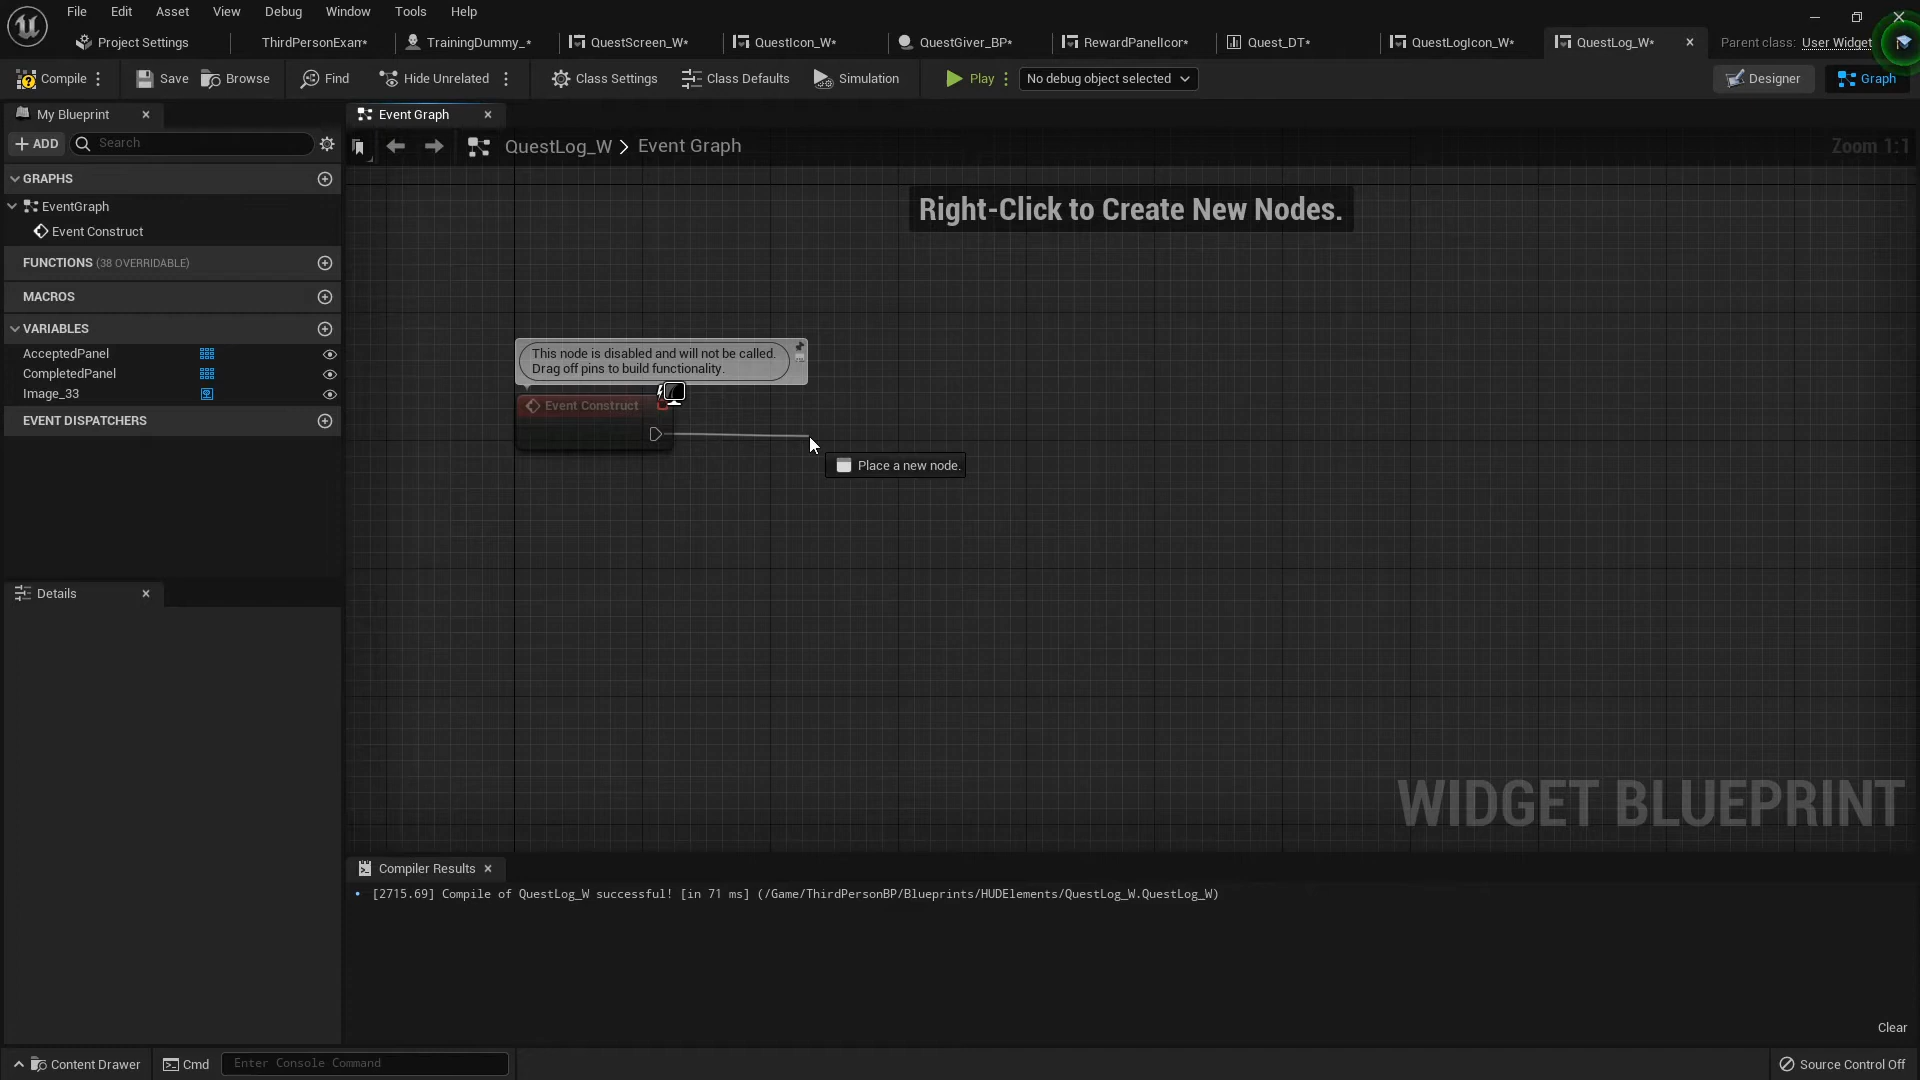 File Edit Asset View Debug Window Tools Help
Project Settings ThirdPersonExam* TrainingDummy_* QuestScreen_W* QuestIcon_W* QuestGiver_BP* RewardPanelIcor* Quest_DT* QuestLogIcon_W* QuestLog_W* Parent class: User Widget
Compile Save Browse Find Hide Unrelated Class Settings Class Defaults Simulation Play No debug object selected Designer Graph
My Blueprint Event Graph
ADD Search QuestLog_W > Event Graph Zoom 1:1
GRAPHS
Right-Click to Create New Nodes.
EventGraph
Event Construct
FUNCTIONS (38 OVERRIDABLE)
MACROS
VARIABLES
AcceptedPanel
CompletedPanel
Image_33
EVENT DISPATCHERS
This node is disabled and will not be called.
Drag off pins to build functionality.
Event Construct
Place a new node.
Details
WIDGET BLUEPRINT
Compiler Results
• [2715.69] Compile of QuestLog_W successful! [in 71 ms] (/Game/ThirdPersonBP/Blueprints/HUDElements/QuestLog_W.QuestLog_W)
Clear
Content Drawer Cmd Enter Console Command Source Control Off